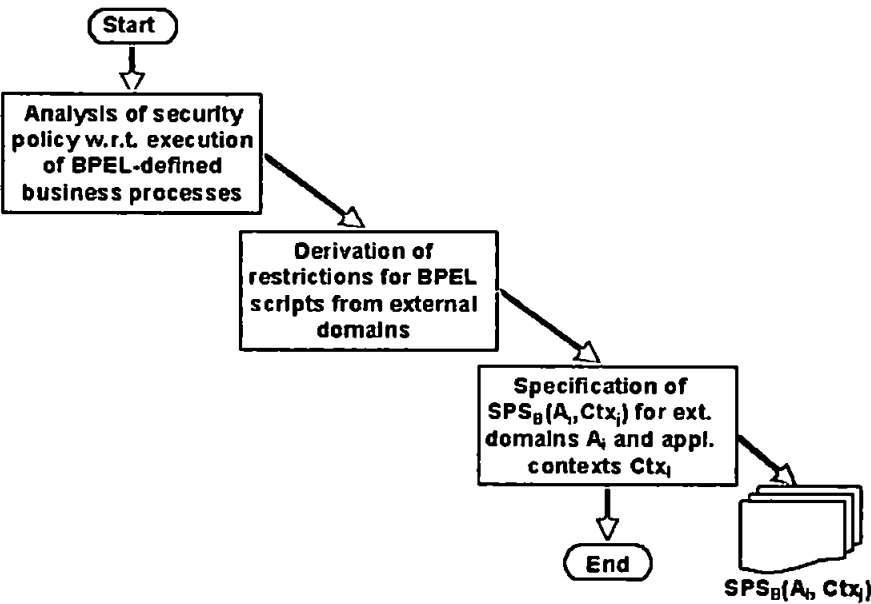 Start
Analysis of security
policy w.r.t. execution
of BPEL-defined
business processes
Derivation of
restrictions for BPEL
scripts from external
domains
Specification of
SPS_B(A_i,Ctx_j) for ext.
domains A_i and appl.
contexts Ctx_j
End
SPS_B(A_i, Ctx_j)